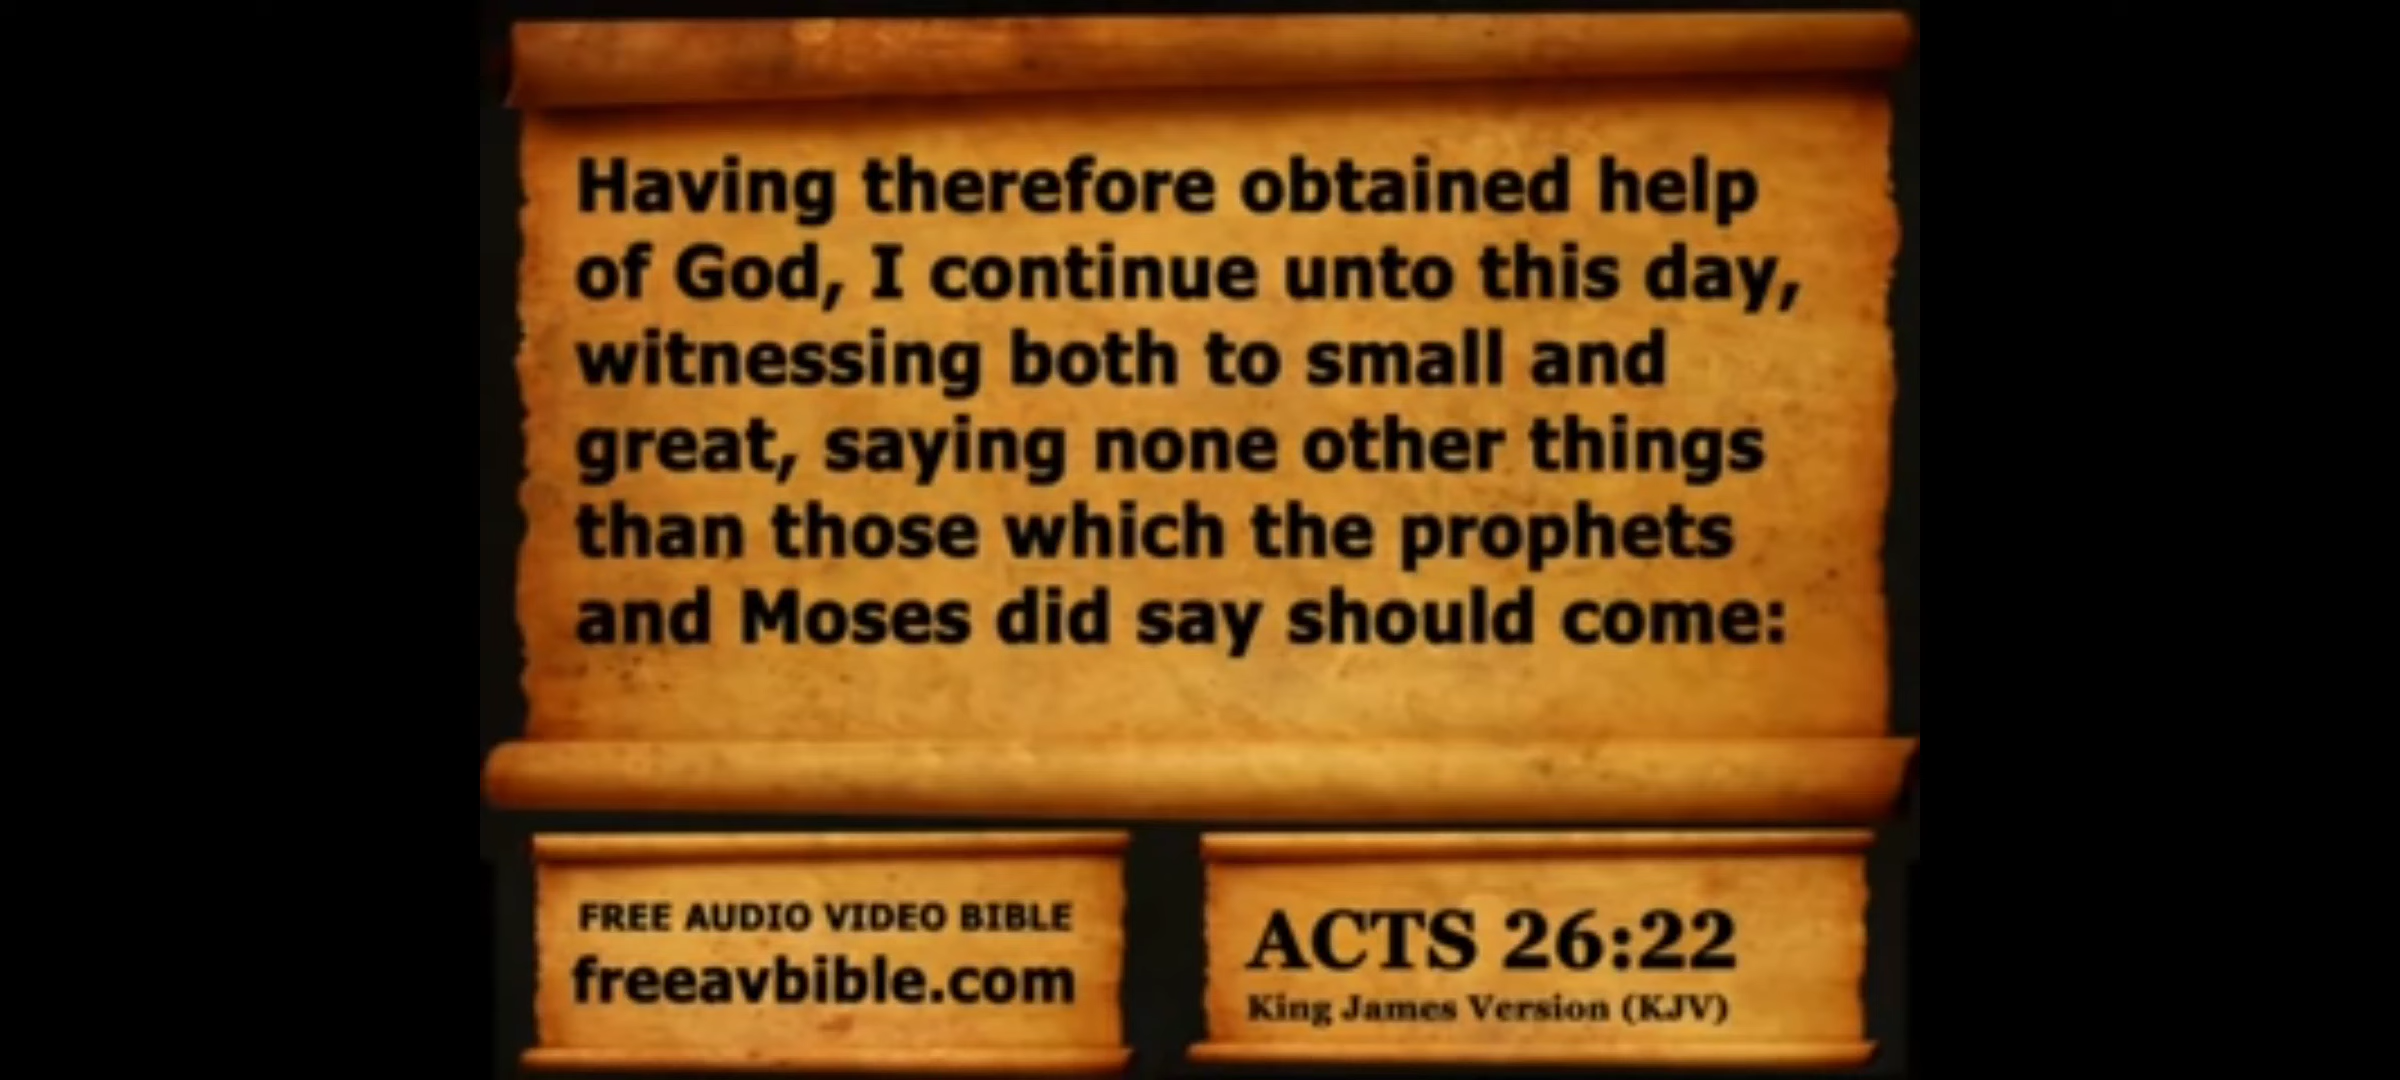 Having therefore obtained help
of God, I continue unto this day,
witnessing both to small and
great, saying none other things
than those which the prophets
and Moses did say should come:
FREE AUDIO VIDEO BIBLE
freeavbible.com
ACTS 26:22
King James Version (KJV)